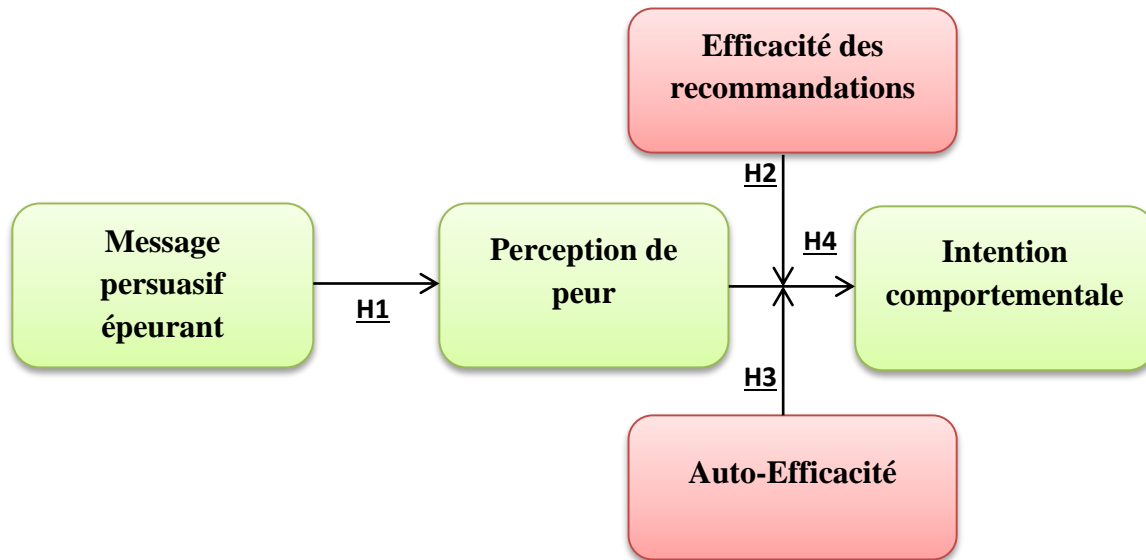 Efficacité des
recommandations
H2
Message
persuasif
épeurant
H1
Perception de
peur
H4
Intention
comportementale
H3
Auto-Efficacité